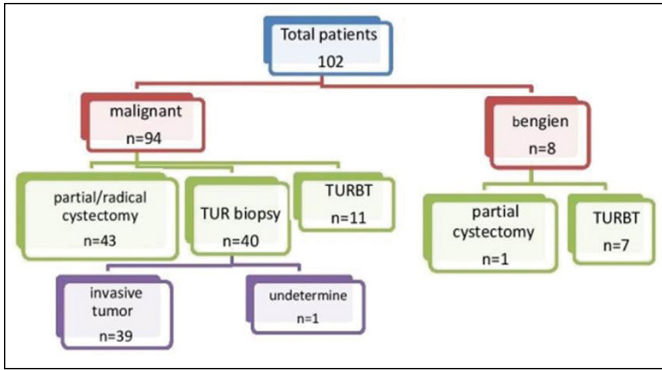 Total patients
102
malignant
n=94
bengien
n=8
partial/radical
cystectomy
n=43
TUR biopsy
n=40
TURBT
n=11
partial
cystectomy
n=1
TURBT
n=7
invasive
tumor
n=39
undetermine
n=1